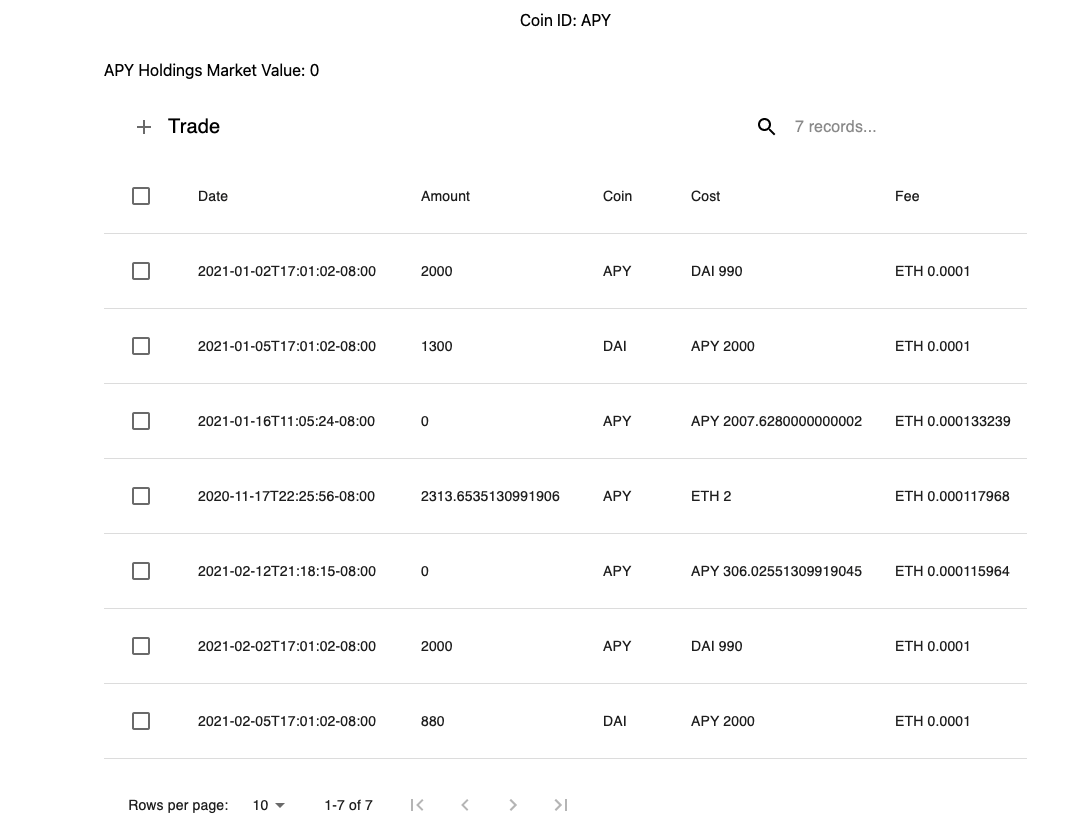 Coin ID: APY
APY Holdings Market Value: 0
+ Trade 7 records...
Date Amount Coin Cost Fee
2021-01-02T17:01:02-08:00 2000 APY DAI 990 ETH 0.0001
2021-01-05T17:01:02-08:00 1300 DAI APY 2000 ETH 0.0001
2021-01-16T11:05:24-08:00 0 APY APY 2007.6280000000002 ETH 0.000133239
2020-11-17T22:25:56-08:00 2313.6535130991906 APY ETH 2 ETH 0.000117968
2021-02-12T21:18:15-08:00 0 APY APY 306.02551309919045 ETH 0.000115964
2021-02-02T17:01:02-08:00 2000 APY DAI 990 ETH 0.0001
2021-02-05T17:01:02-08:00 880 DAI APY 2000 ETH 0.0001
Rows per page: 10 1-7 of 7